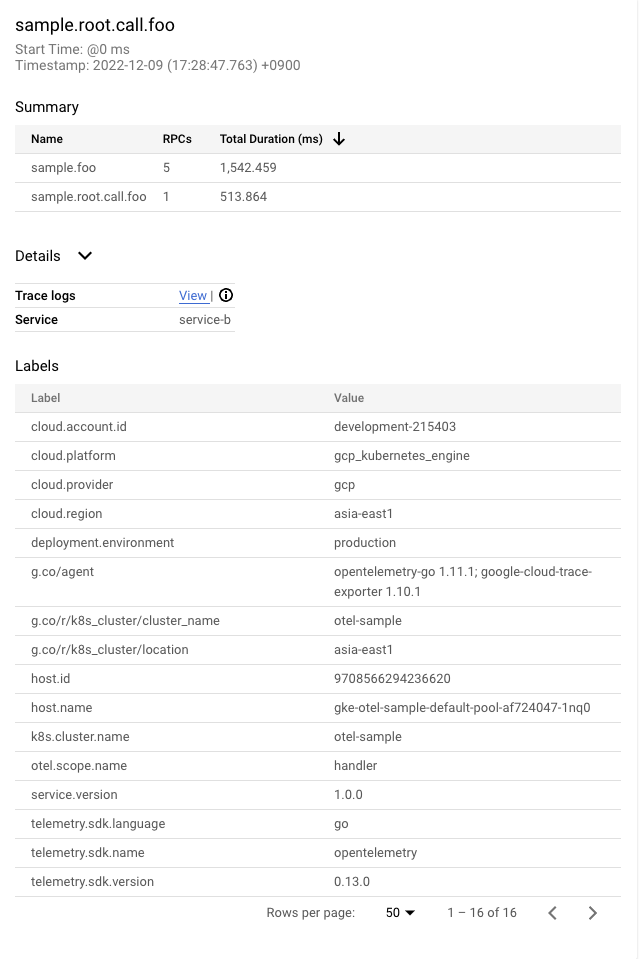 sample.root.call.foo
Start Time: @0 ms
Timestamp: 2022-12-09 (17:28:47.763) +0900
Summary
Name RPCs Total Duration (ms)
sample.foo 5 1,542.459
sample.root.call.foo 1 513.864
Details
Trace logs View |
Service service-b
Labels
Label Value
cloud.account.id development-215403
cloud.platform gcp_kubernetes_engine
cloud.provider gcp
cloud.region asia-east1
deployment.environment production
g.co/agent opentelemetry-go 1.11.1; google-cloud-trace-
exporter 1.10.1
g.co/r/k8s_cluster/cluster_name otel-sample
g.co/r/k8s_cluster/location asia-east1
host.id 9708566294236620
host.name gke-otel-sample-default-pool-af724047-1nq0
k8s.cluster.name otel-sample
otel.scope.name handler
service.version 1.0.0
telemetry.sdk.language go
telemetry.sdk.name opentelemetry
telemetry.sdk.version 0.13.0
Rows per page: 50 1 – 16 of 16